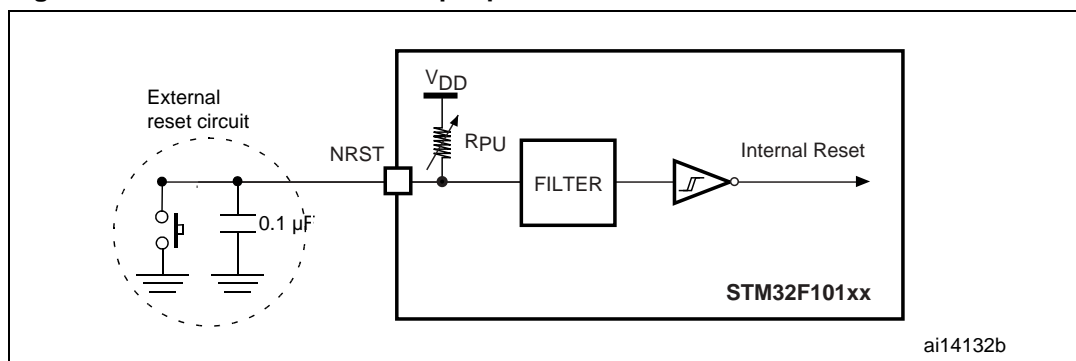 External
reset circuit
VDD
RPU
NRST
Internal Reset
FILTER
0.1 µF
STM32F101xx
ai14132b